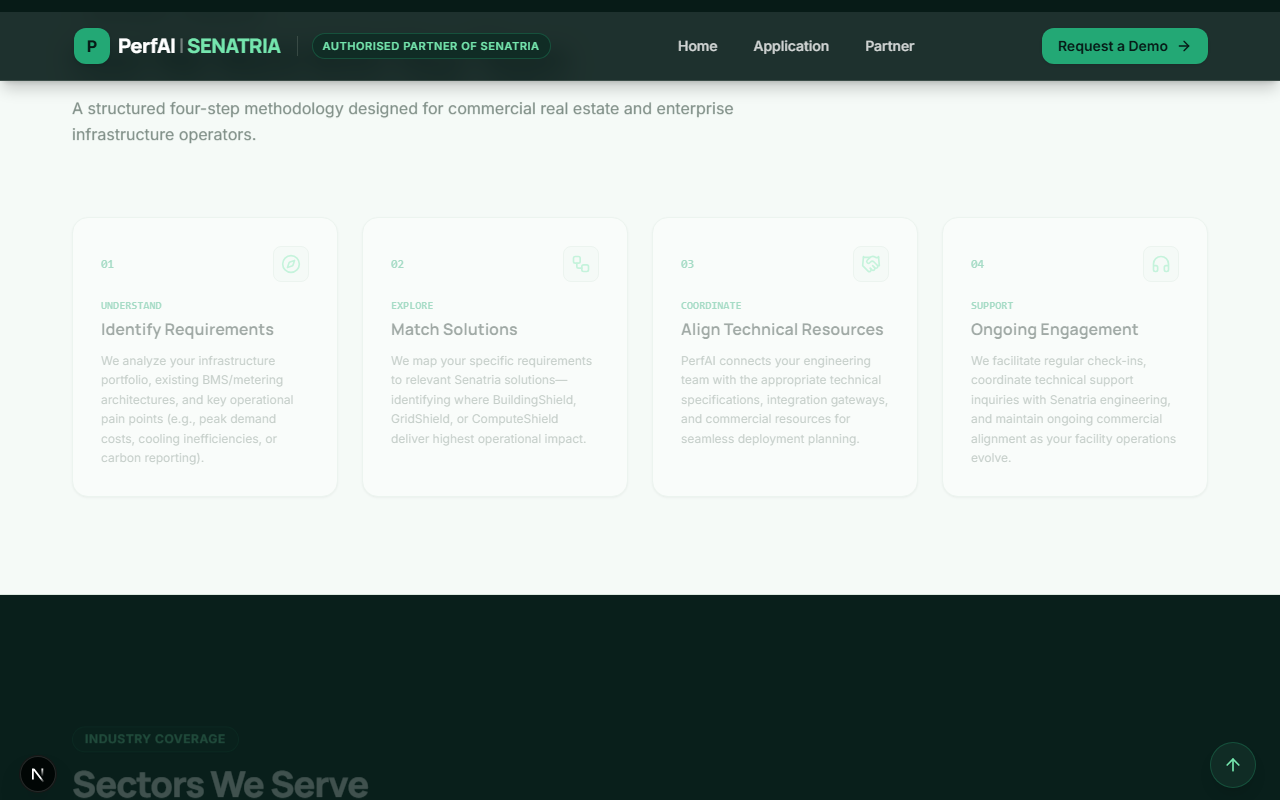 P PerfAI | SENATRIA AUTHORISED PARTNER OF SENATRIA Home Application Partner Request a Demo
A structured four-step methodology designed for commercial real estate and enterprise
infrastructure operators.
01
UNDERSTAND
Identify Requirements
We analyze your infrastructure
portfolio, existing BMS/metering
architectures, and key operational
pain points (e.g., peak demand
costs, cooling inefficiencies, or
carbon reporting).
02
EXPLORE
Match Solutions
We map your specific requirements
to relevant Senatria solutions—
identifying where BuildingShield,
GridShield, or ComputeShield
deliver highest operational impact.
03
COORDINATE
Align Technical Resources
PerfAI connects your engineering
team with the appropriate technical
specifications, integration gateways,
and commercial resources for
seamless deployment planning.
04
SUPPORT
Ongoing Engagement
We facilitate regular check-ins,
coordinate technical support
inquiries with Senatria engineering,
and maintain ongoing commercial
alignment as your facility operations
evolve.
INDUSTRY COVERAGE
Sectors We Serve
N